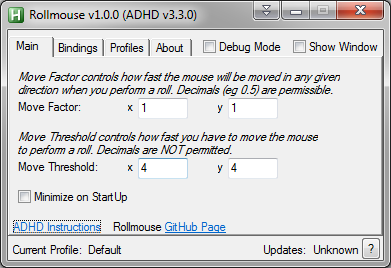 Rollmouse v1.0.0 (ADHD v3.3.0)
Main Bindings Profiles About Debug Mode Show Window
Move Factor controls how fast the mouse will be moved in any given
direction when you perform a roll. Decimals (eg 0.5) are permissible.
Move Factor: x 1 y 1
Move Threshold controls how fast you have to move the mouse
to perform a roll. Decimals are NOT permitted.
Move Threshold: x 4 y 4
Minimize on StartUp
ADHD Instructions Rollmouse GitHub Page
Current Profile: Default Updates: Unknown ?